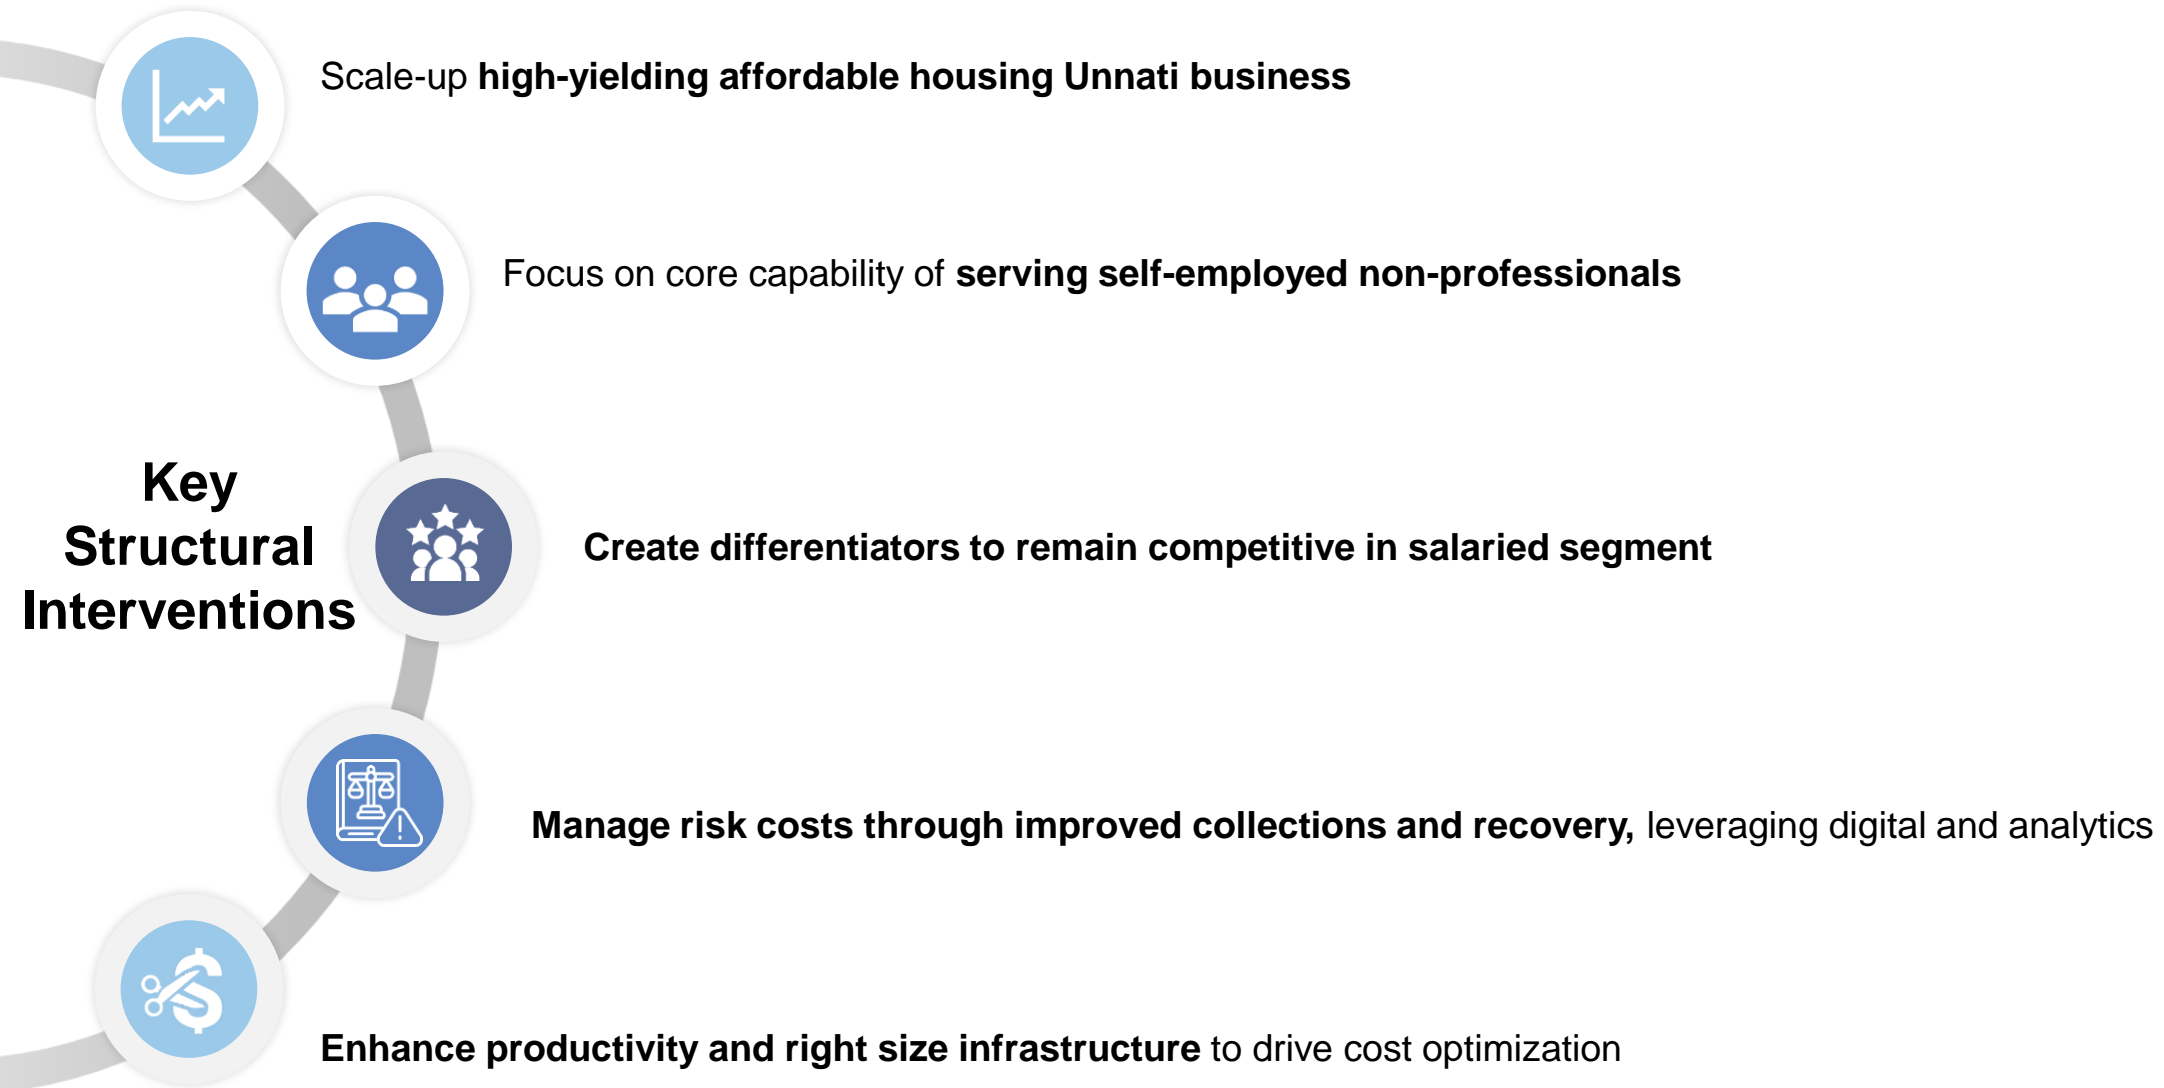 Scale-up high-yielding affordable housing Unnati business
Focus on core capability of serving self-employed non-professionals
Key
Structural
Interventions
Create differentiators to remain competitive in salaried segment
Manage risk costs through improved collections and recovery, leveraging digital and analytics
Enhance productivity and right size infrastructure to drive cost optimization